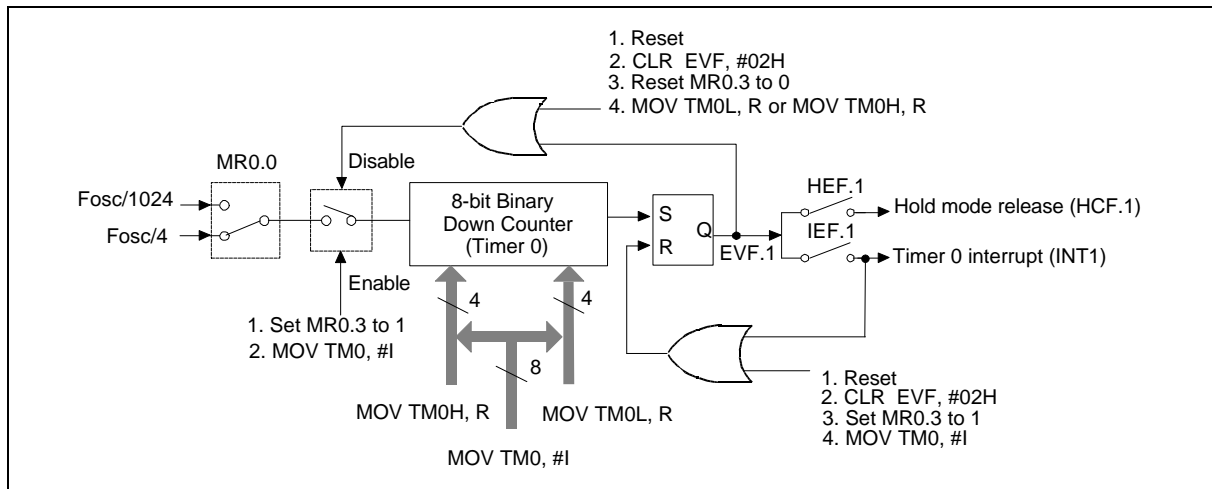 1. Reset
2. CLR EVF, #02H
3. Reset MR0.3 to 0
4. MOV TM0L, R or MOV TM0H, R
MR0.0
Disable
Fosc/1024
Fosc/4
8-bit Binary
Down Counter
(Timer 0)
S
Q
R
EVF.1
HEF.1
Hold mode release (HCF.1)
IEF.1
Timer 0 interrupt (INT1)
Enable
1. Set MR0.3 to 1
2. MOV TM0, #I
4
4
8
MOV TM0H, R
MOV TM0L, R
MOV TM0, #I
1. Reset
2. CLR EVF, #02H
3. Set MR0.3 to 1
4. MOV TM0, #I